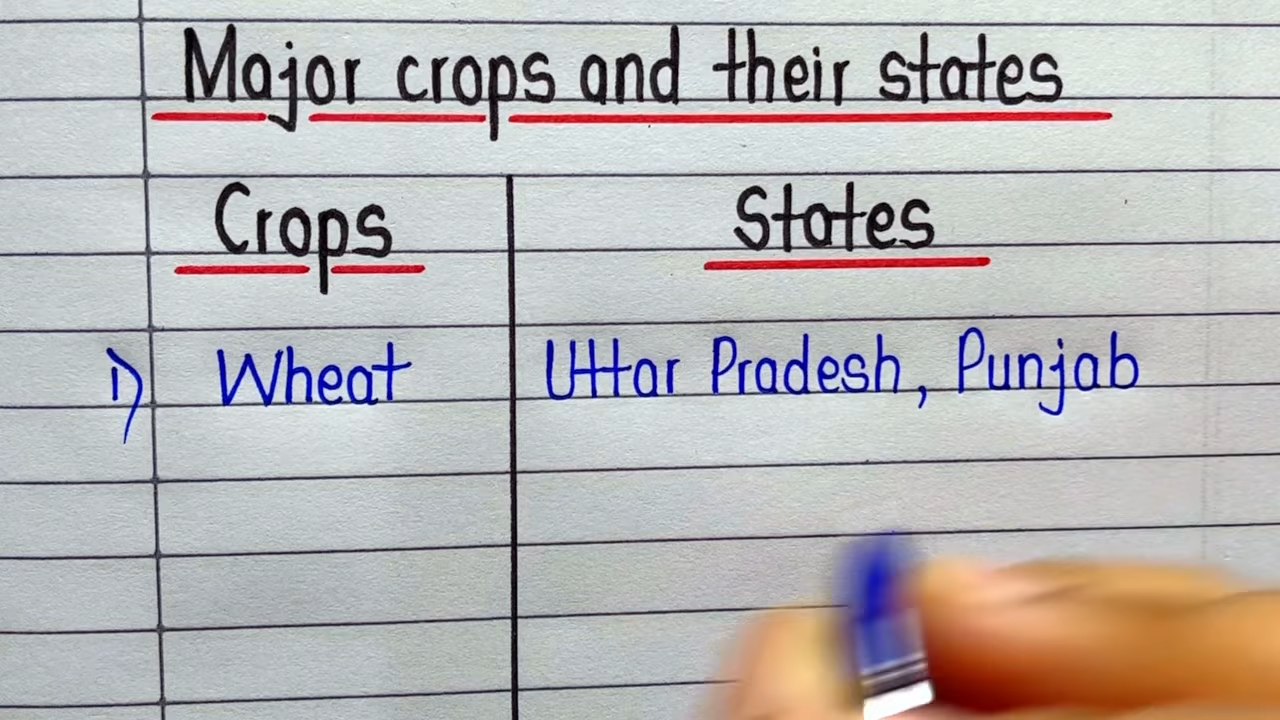 Major crops and their states
Crops States
1) Wheat Uttar Pradesh, Punjab